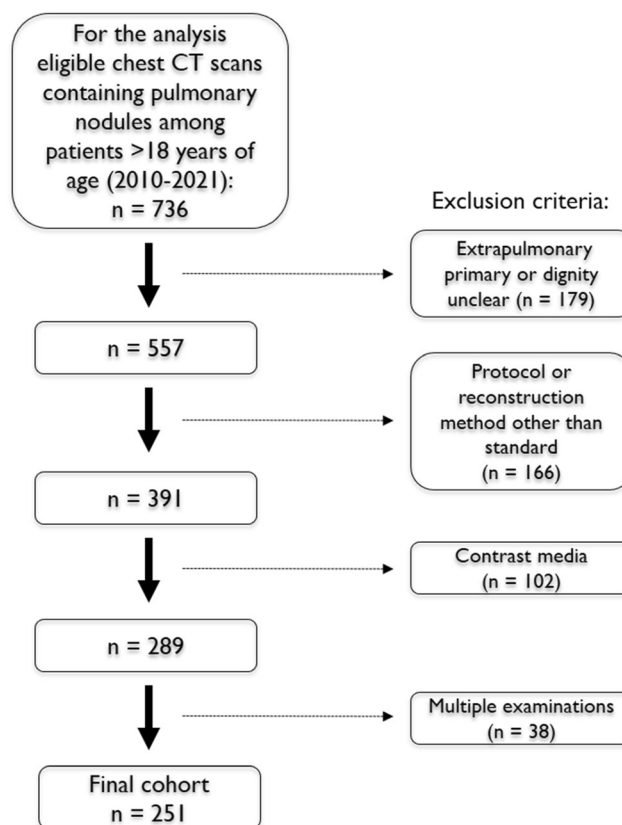 For the analysis
eligible chest CT scans
containing pulmonary
nodules among
patients >18 years of
age (2010-2021):
n = 736
Exclusion criteria:
Extrapulmonary
primary or dignity
unclear (n = 179)
n = 557
Protocol or
reconstruction
method other than
standard
(n = 166)
n = 391
Contrast media
(n = 102)
n = 289
Multiple examinations
(n = 38)
Final cohort
n = 251